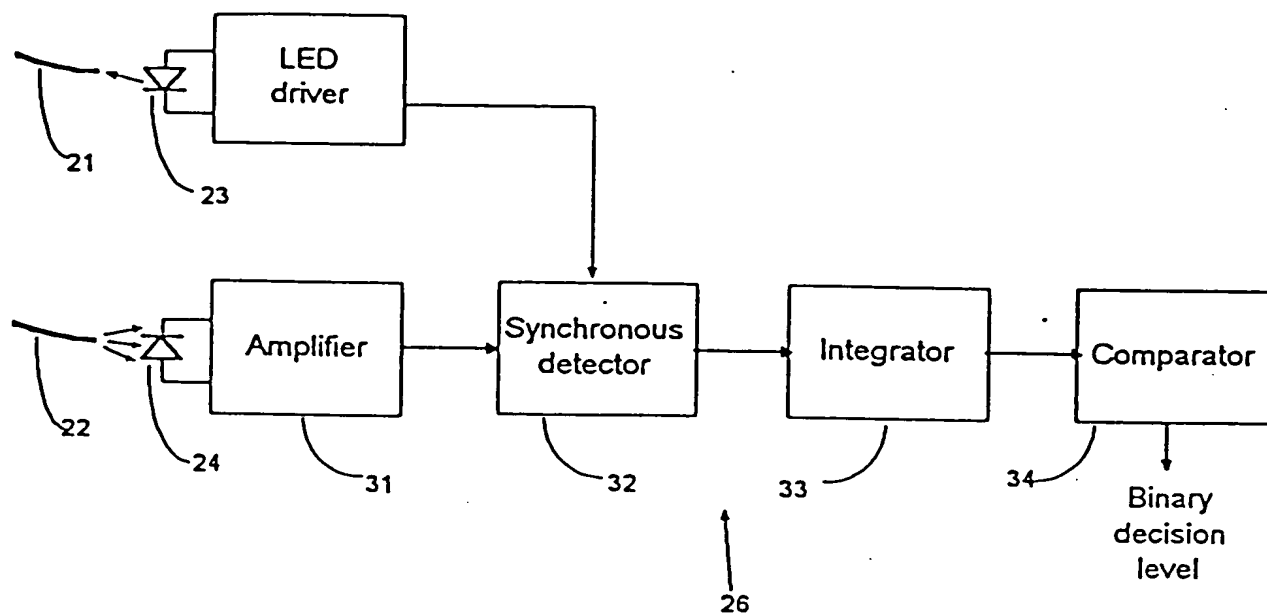 LED
driver
21
23
Amplifier
Synchronous
detector
Integrator
Comparator
22
24
31
32
33
34
Binary
decision
level
26